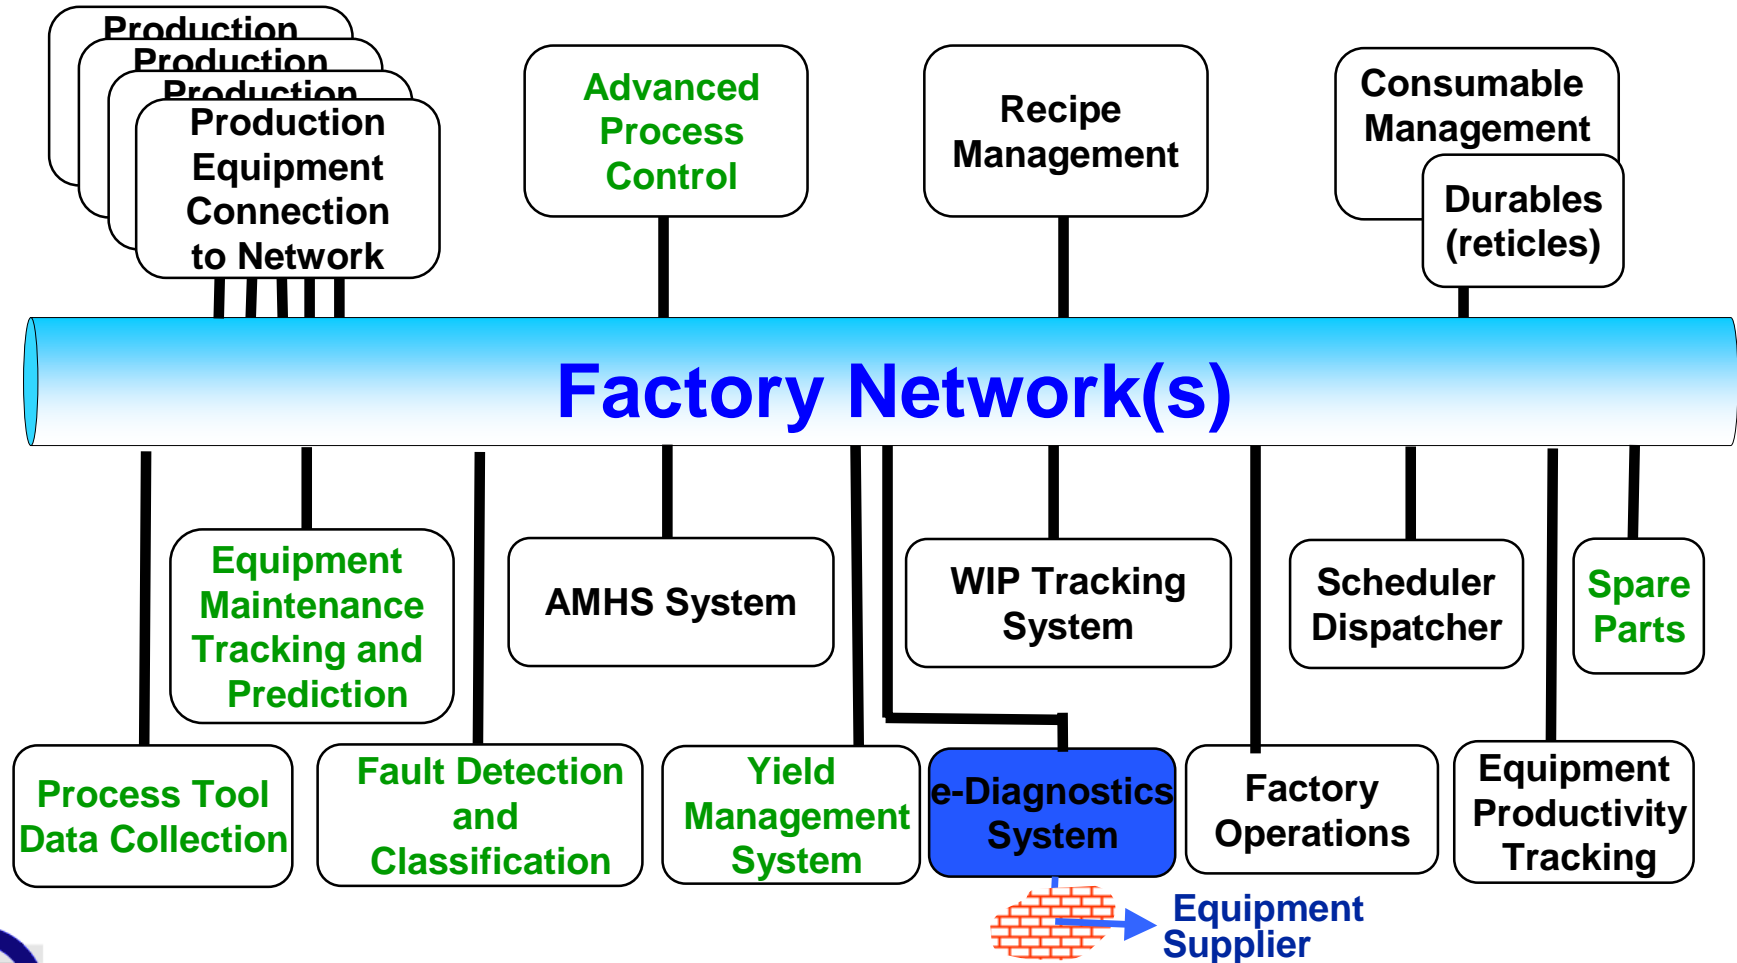 Production
Production
Production
Production
Equipment
Connection
to Network
Advanced
Process
Control
Recipe
Management
Consumable
Management
Durables
(reticles)
Factory Network(s)
Equipment
Maintenance
Tracking and
Prediction
AMHS System
WIP Tracking
System
Scheduler
Dispatcher
Spare
Parts
Process Tool
Data Collection
Fault Detection
and
Classification
Yield
Management
System
e-Diagnostics
System
Factory
Operations
Equipment
Productivity
Tracking
Equipment
Supplier